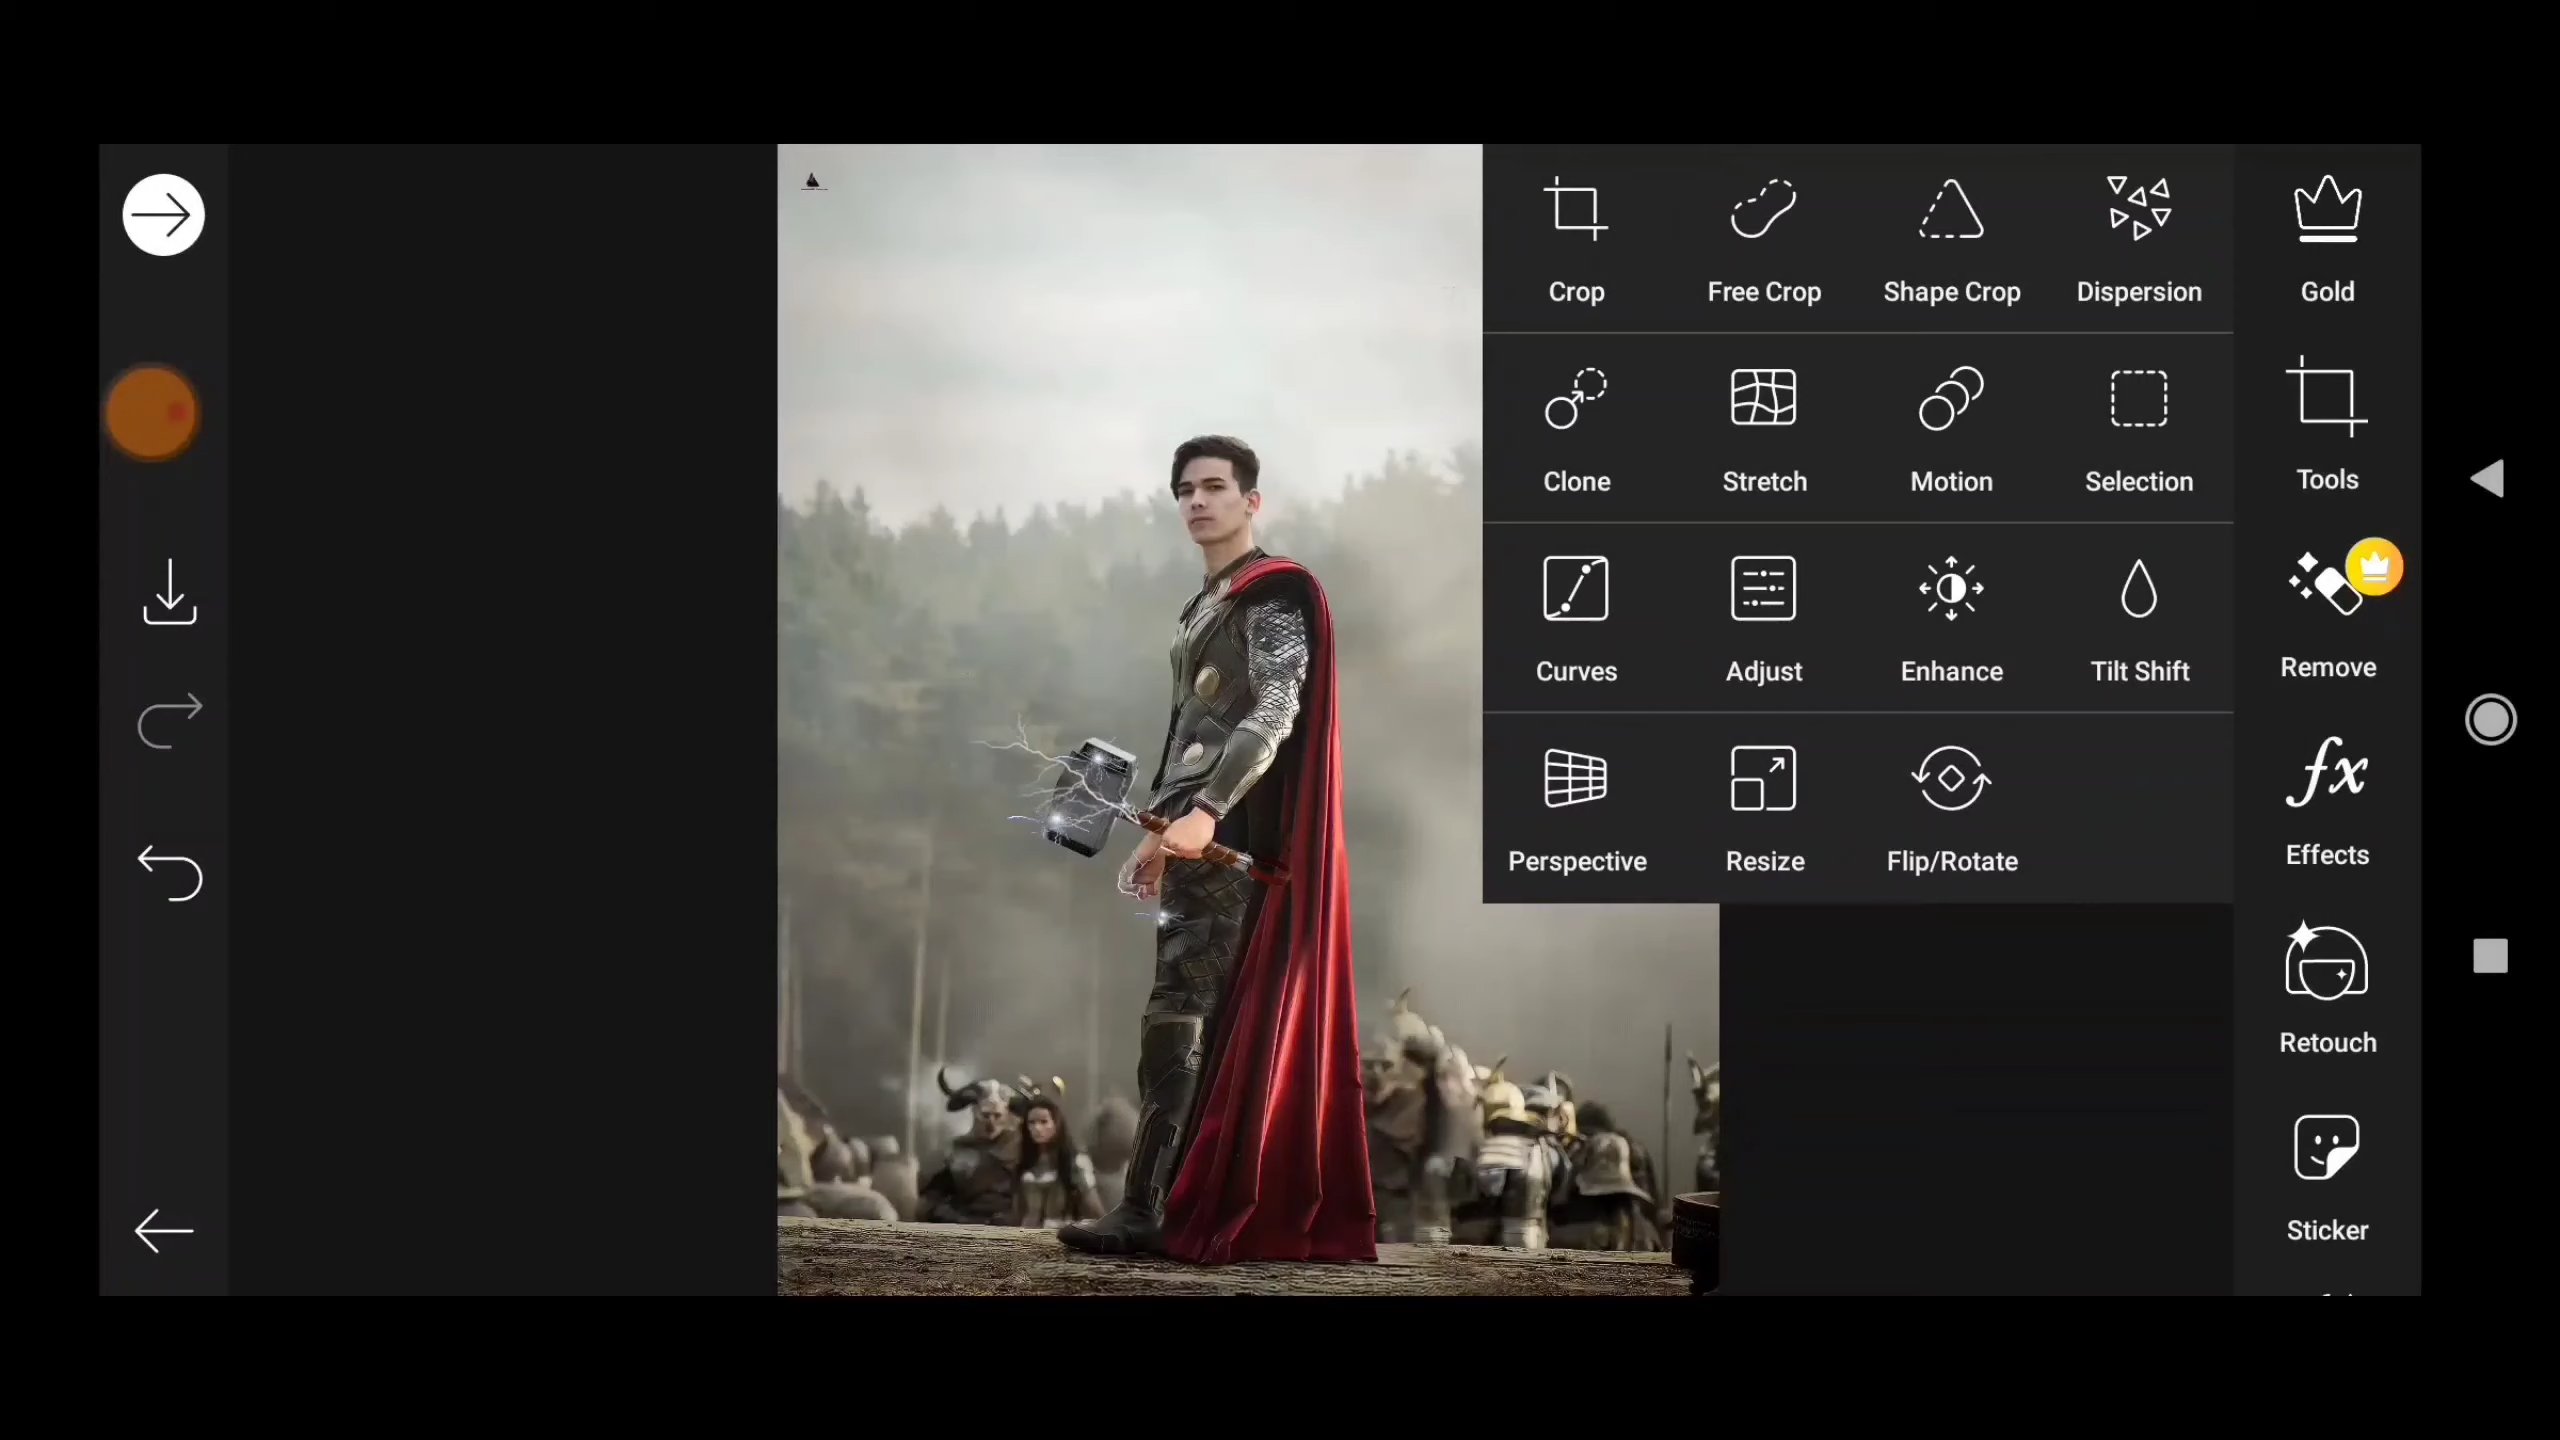 Crop Free Crop Shape Crop Dispersion Gold
Clone Stretch Motion Selection Tools
Curves Adjust Enhance Tilt Shift Remove
Perspective Resize Flip/Rotate Effects
fx
Retouch
Sticker